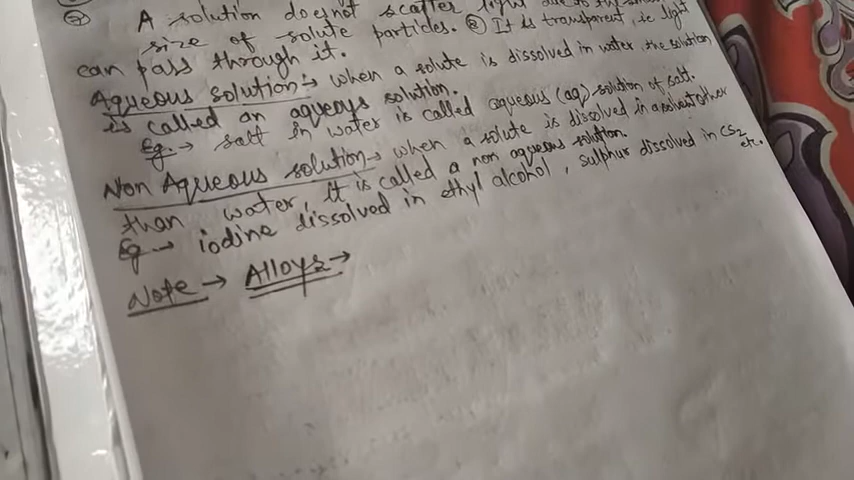 ② A solution doesnot scatter light due to the small
size of solute particles. ⑧ It is transparent, ie light
can pass through it.
Aqueous solution :→ when a solute is dissolved in water, the solution
is called an aqueous solution.
Eg. → salt in water is called aqueous (aq) solution of salt.
Non Aqueous solution → when a solute is dissolved in a solvent other
than water, it is called a non aqueous solution.
Eg → iodine dissolved in ethyl alcohol, sulphur dissolved in CS2 etc.
Note → Alloys →